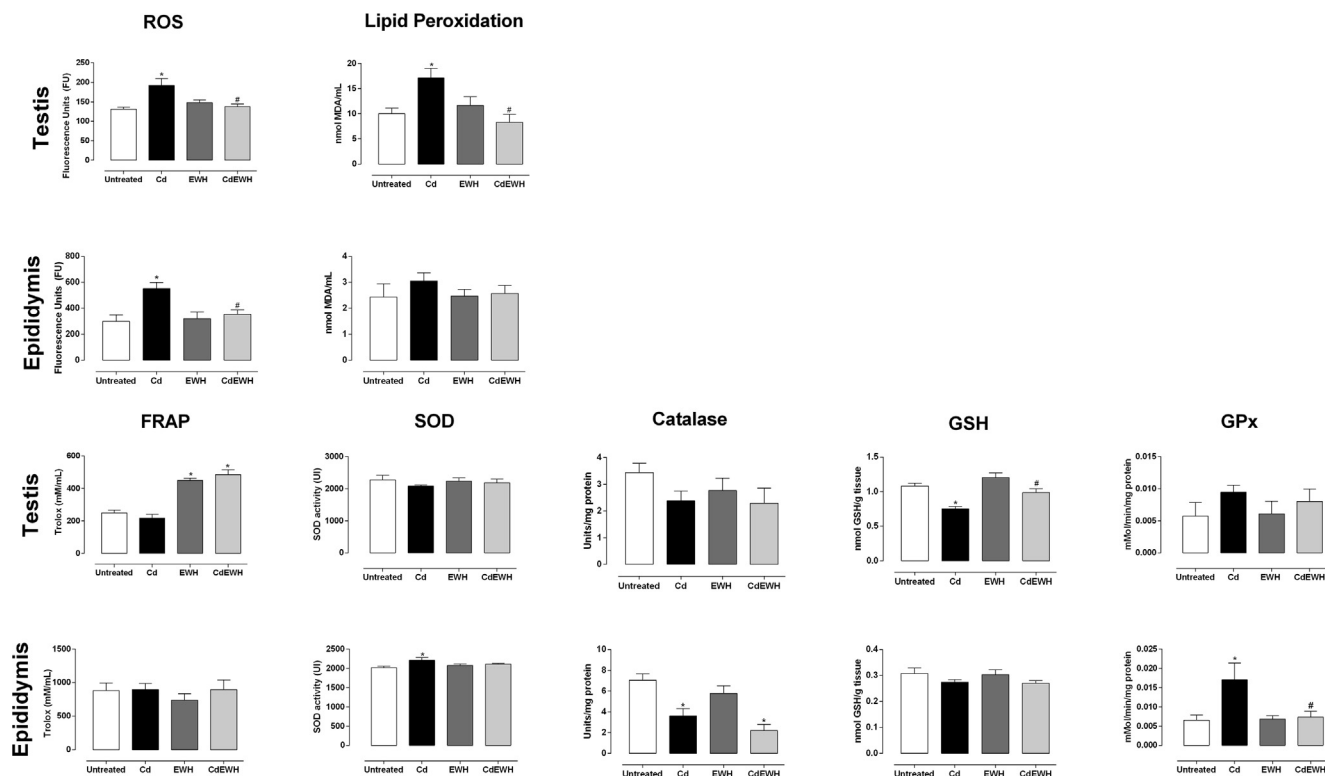 ROS
Lipid Peroxidation
Testis
Fluorescence Units (FU)
250
200
150
100
50
0
*
#
Untreated Cd EWH CdEWH
nmol MDA/mL
20
15
10
5
0
*
#
Untreated Cd EWH CdEWH
Epididymis
Fluorescence Units (FU)
800
600
400
200
0
*
#
Untreated Cd EWH CdEWH
nmol MDA/mL
4
3
2
1
0
Untreated Cd EWH CdEWH
FRAP
SOD
Catalase
GSH
GPx
Testis
Trolox (mM/mL)
600
400
200
0
*
*
Untreated Cd EWH CdEWH
SOD activity (UI)
3000
2000
1000
0
Untreated Cd EWH CdEWH
Units/mg protein
4
3
2
1
0
Untreated Cd EWH CdEWH
nmol GSH/g tissue
1.5
1.0
0.5
0.0
*
#
Untreated Cd EWH CdEWH
mMol/min/mg protein
0.015
0.010
0.005
0.000
Untreated Cd EWH CdEWH
Epididymis
Trolox (mM/mL)
1500
1000
500
0
Untreated Cd EWH CdEWH
SOD activity (UI)
2500
2000
1500
1000
500
0
*
Untreated Cd EWH CdEWH
Units/mg protein
10
8
6
4
2
0
*
*
Untreated Cd EWH CdEWH
nmol GSH/g tissue
0.4
0.3
0.2
0.1
0.0
Untreated Cd EWH CdEWH
mMol/min/mg protein
0.025
0.020
0.015
0.010
0.005
0.000
*
#
Untreated Cd EWH CdEWH